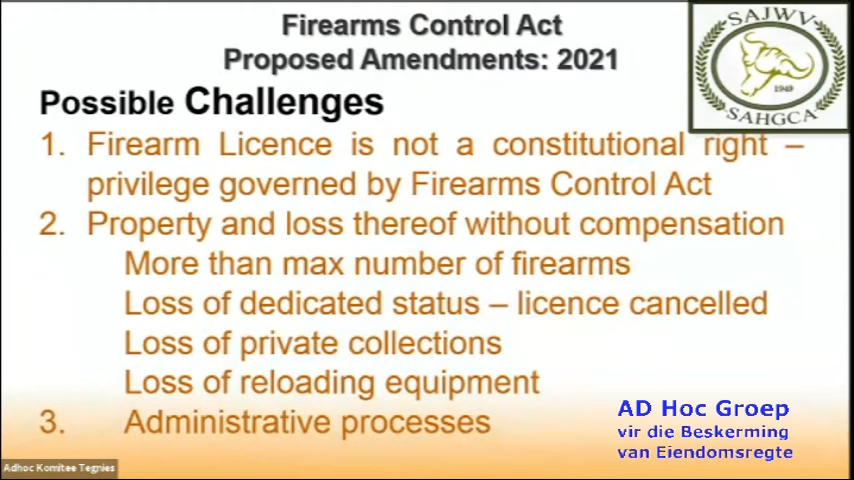 Firearms Control Act
Proposed Amendments: 2021
SAJWV
1949
SAHGCA
Possible Challenges
1. Firearm Licence is not a constitutional right –
privilege governed by Firearms Control Act
2. Property and loss thereof without compensation
More than max number of firearms
Loss of dedicated status – licence cancelled
Loss of private collections
Loss of reloading equipment
3. Administrative processes
AD Hoc Groep
vir die Beskerming
van Eiendomsregte
Adhoc Komitee Tegnies